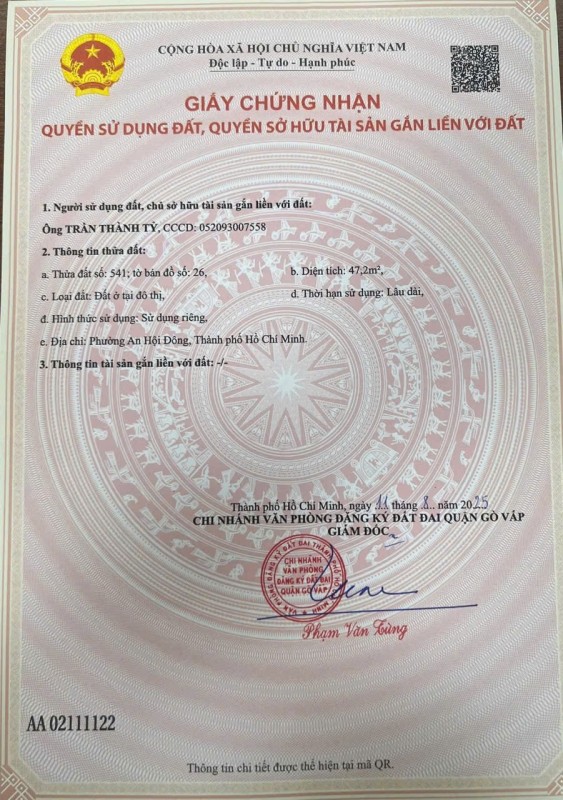 CỘNG HÒA XÃ HỘI CHỦ NGHĨA VIỆT NAM
Độc lập - Tự do - Hạnh phúc
GIẤY CHỨNG NHẬN
QUYỀN SỬ DỤNG ĐẤT, QUYỀN SỞ HỮU TÀI SẢN GẮN LIỀN VỚI ĐẤT
1. Người sử dụng đất, chủ sở hữu tài sản gắn liền với đất:
Ông TRẦN THÀNH TỶ, CCCD: 052093007558
2. Thông tin thửa đất:
a. Thửa đất số: 541; tờ bản đồ số: 26, b. Diện tích: 47,2m²,
c. Loại đất: Đất ở tại đô thị, d. Thời hạn sử dụng: Lâu dài,
đ. Hình thức sử dụng: Sử dụng riêng,
e. Địa chỉ: Phường An Hội Đông, Thành phố Hồ Chí Minh.
3. Thông tin tài sản gắn liền với đất: -/-
Thành phố Hồ Chí Minh, ngày 11 tháng 8.. năm 2025
CHI NHÁNH VĂN PHÒNG ĐĂNG KÝ ĐẤT ĐAI QUẬN GÒ VẤP
GIÁM ĐỐC
CHI NHÁNH
VĂN PHÒNG
ĐĂNG KÝ ĐẤT ĐAI
QUẬN GÒ VẤP
Phạm Văn Tùng
AA 02111122
Thông tin chi tiết được thể hiện tại mã QR.